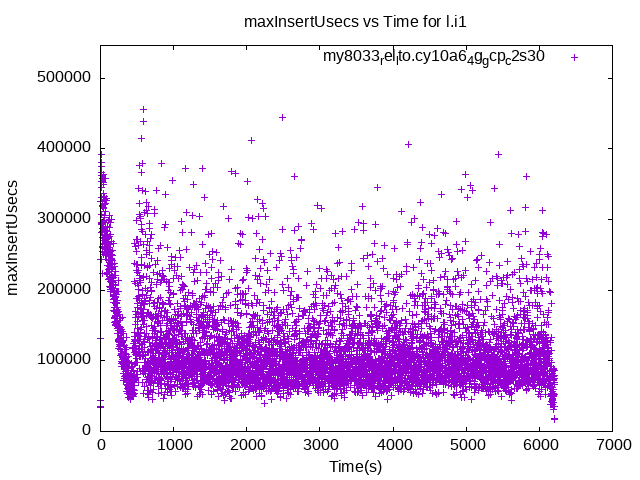 maxInsertUsecs vs Time for l.i1
my8033_rel_lto.cy10a6_4g_gcp_c2s30
500000
400000
300000
200000
100000
0
maxInsertUsecs
0 1000 2000 3000 4000 5000 6000 7000
Time(s)